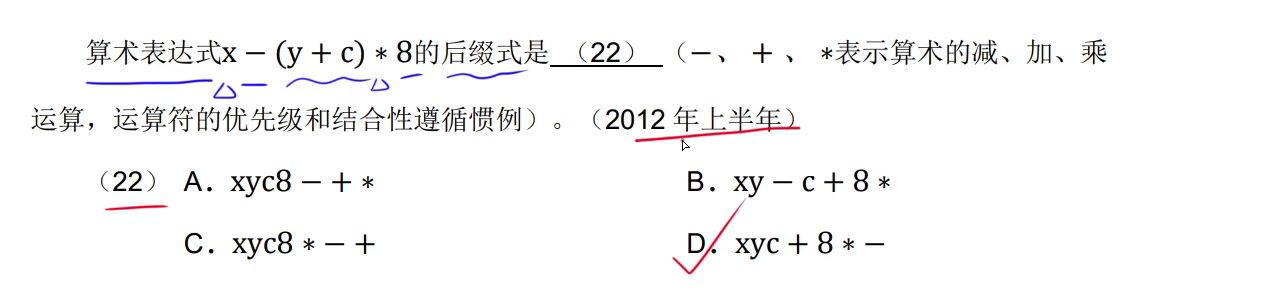 算术表达式x − (y + c) ∗ 8的后缀式是 （22） （−、 + 、 ∗表示算术的减、加、乘
运算，运算符的优先级和结合性遵循惯例）。（2012 年上半年）
（22） A．xyc8 − + ∗ B．xy − c + 8 ∗
C．xyc8 ∗ − + D．xyc + 8 ∗ −